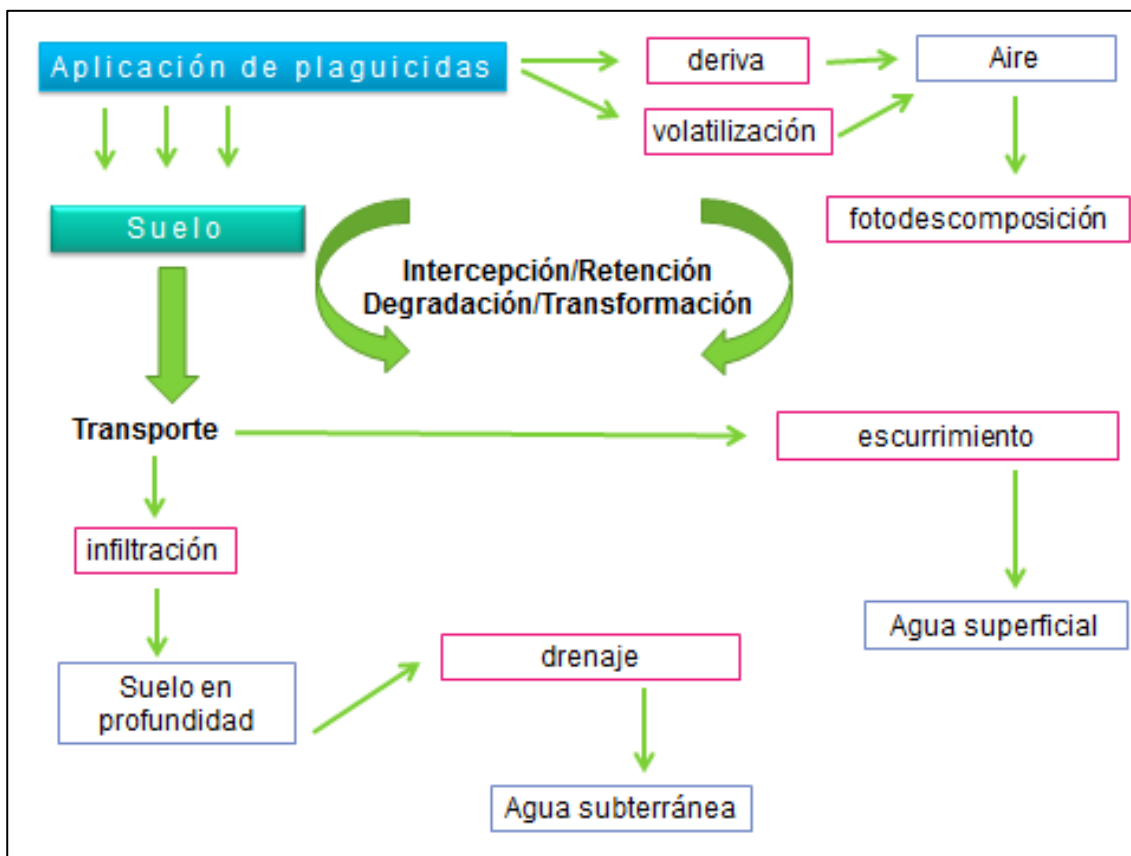 Aplicación de plaguicidas
deriva
Aire
volatilización
fotodescomposición
Suelo
Intercepción/Retención
Degradación/Transformación
Transporte
escurrimiento
infiltración
Agua superficial
drenaje
Suelo en
profundidad
Agua subterránea